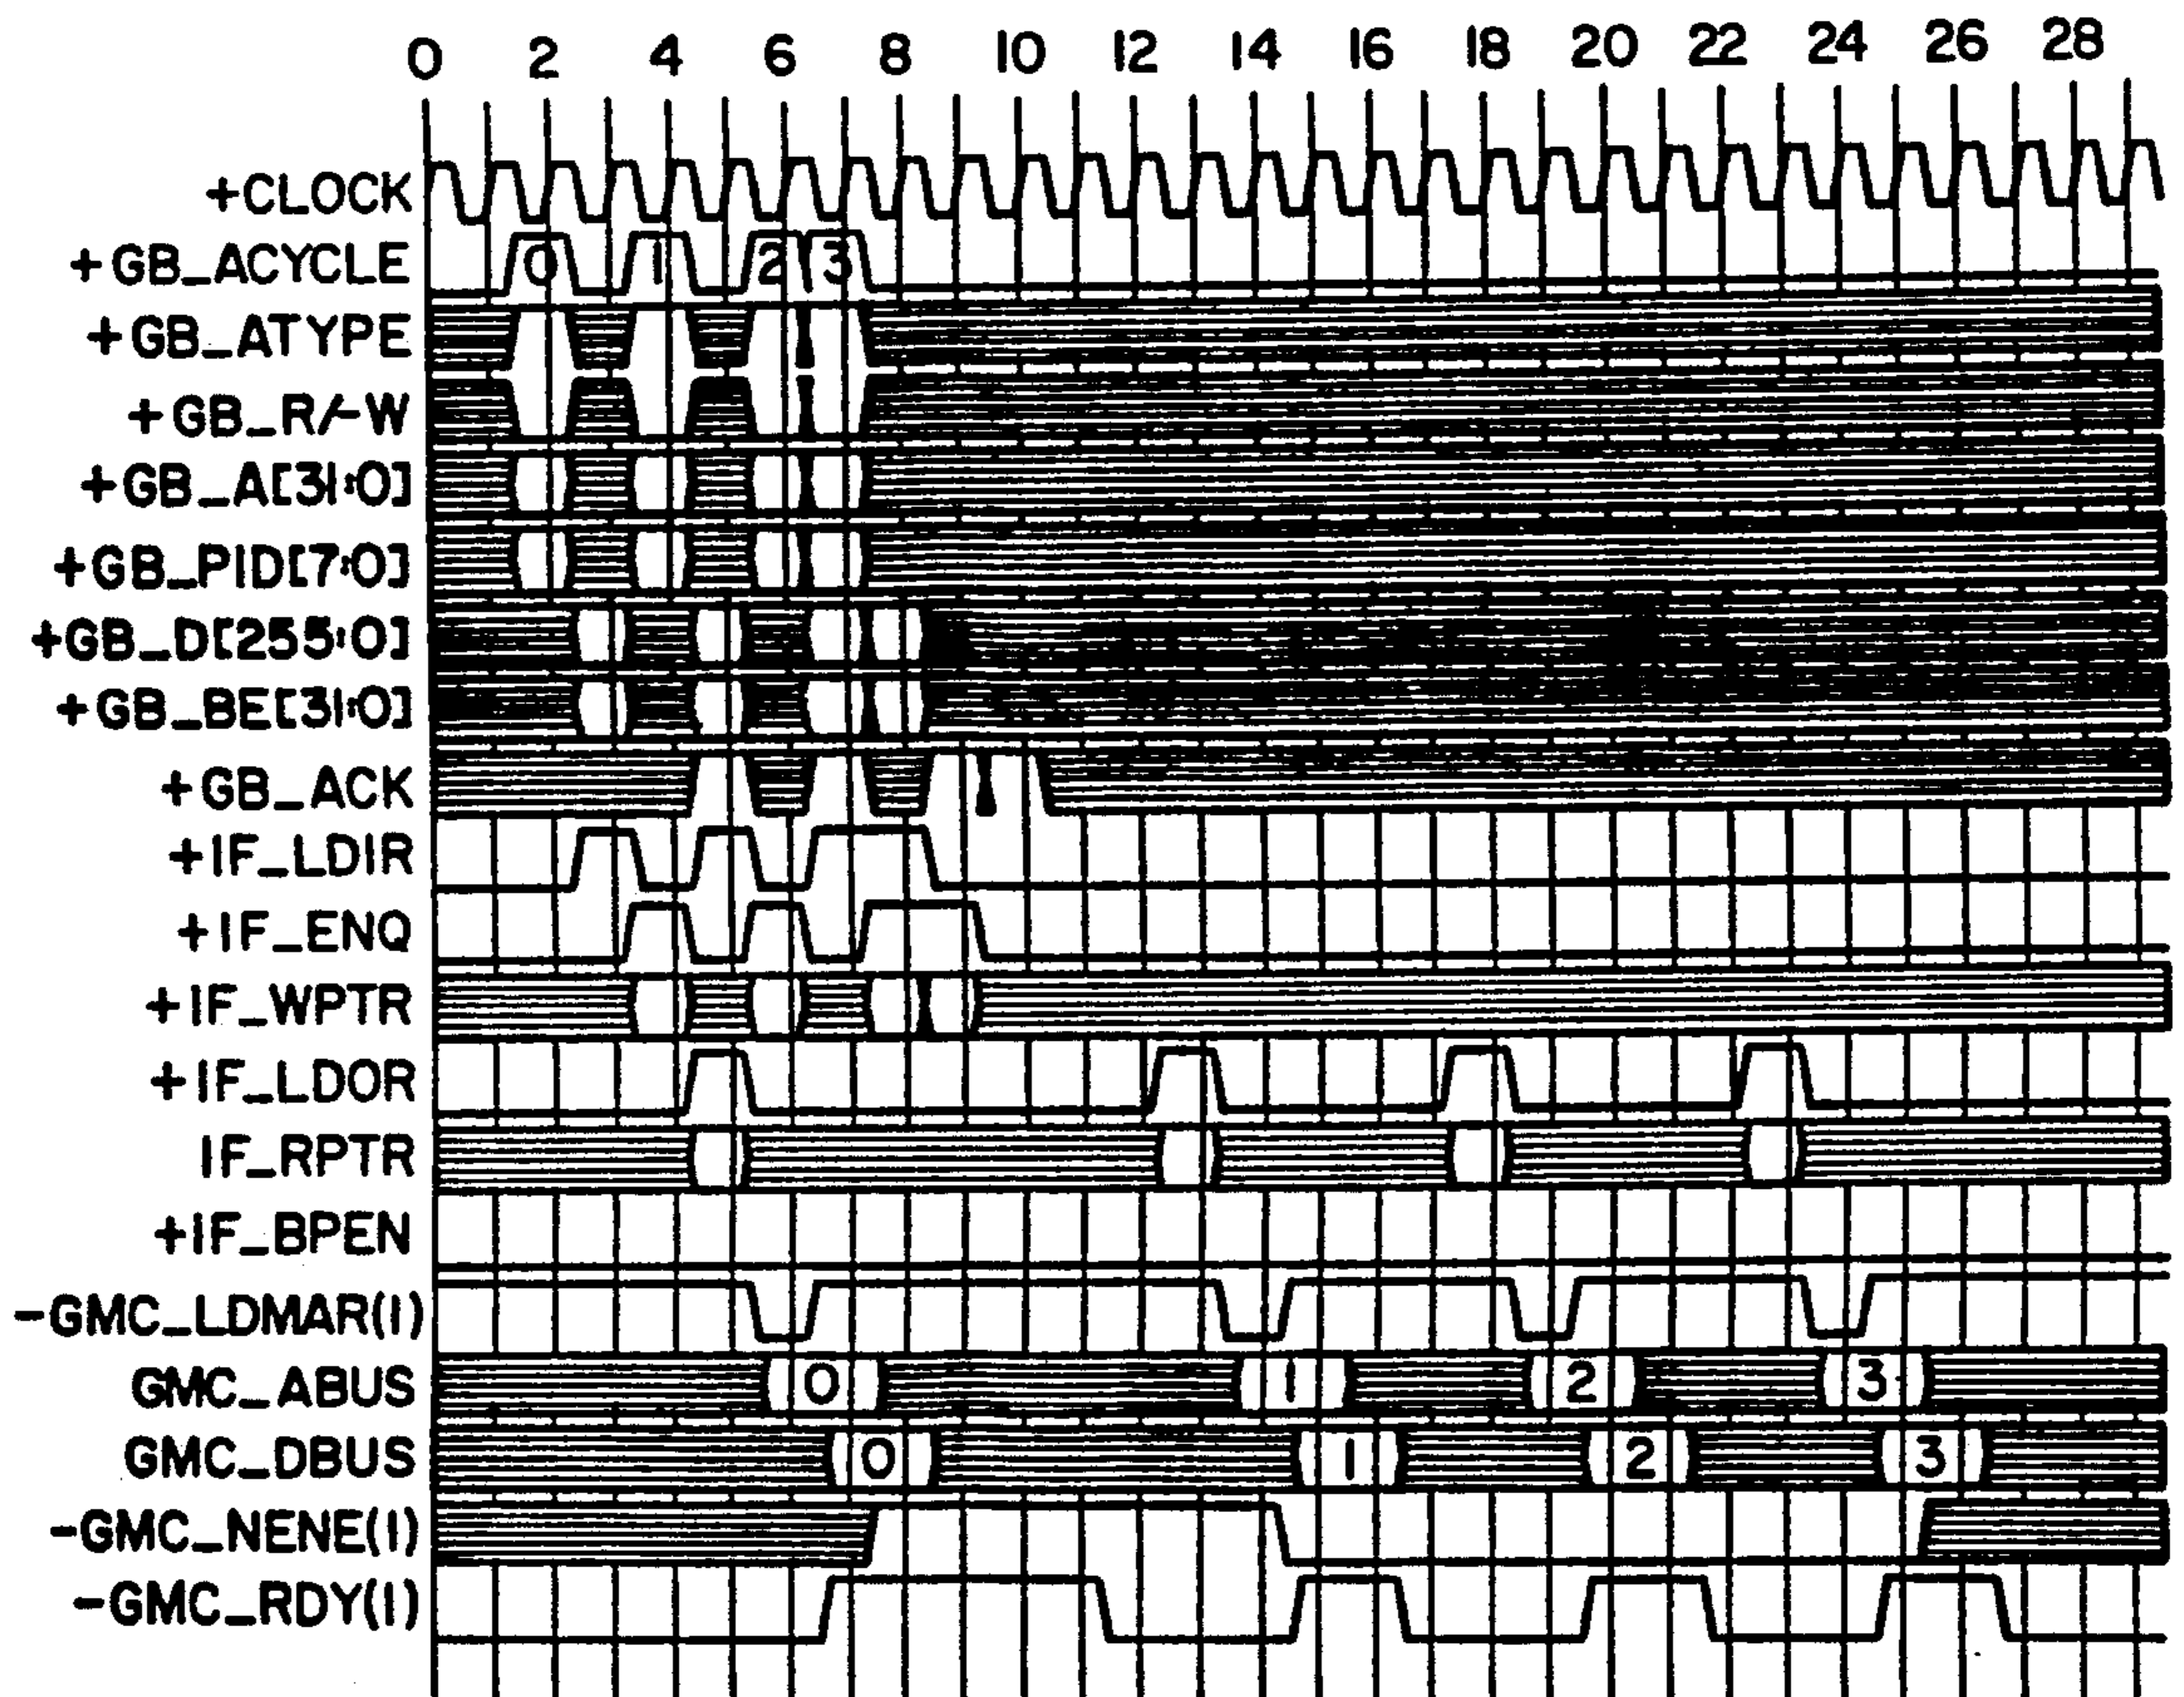 0 2 4 6 8 10 12 14 16 18 20 22 24 26 28
+CLOCK
+GB_ACYCLE 0 1 2 3
+GB_ATYPE
+GB_R/-W
+GB_A[31:0]
+GB_PID[7:0]
+GB_D[255:0]
+GB_BE[31:0]
+GB_ACK
+IF_LDIR
+IF_ENQ
+IF_WPTR
+IF_LDOR
IF_RPTR
+IF_BPEN
-GMC_LDMAR(1)
GMC_ABUS 0 1 2 3
GMC_DBUS 0 1 2 3
-GMC_NENE(1)
-GMC_RDY(1)